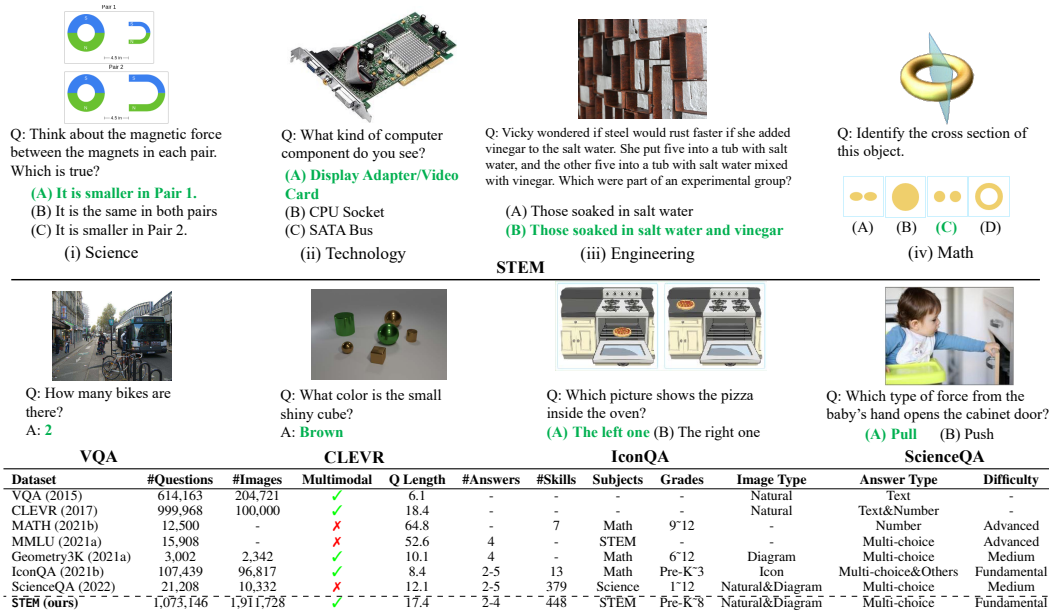 Pair 1
S
S
N
N
4.5 in
Pair 2
S
S
N
N
4.5 in
Q: Think about the magnetic force
between the magnets in each pair.
Which is true?
(A) It is smaller in Pair 1.
(B) It is the same in both pairs
(C) It is smaller in Pair 2.
(i) Science
Q: What kind of computer
component do you see?
(A) Display Adapter/Video
Card
(B) CPU Socket
(C) SATA Bus
(ii) Technology
Q: Vicky wondered if steel would rust faster if she added
vinegar to the salt water. She put five into a tub with salt
water, and the other five into a tub with salt water mixed
with vinegar. Which were part of an experimental group?
(A) Those soaked in salt water
(B) Those soaked in salt water and vinegar
(iii) Engineering
Q: Identify the cross section of
this object.
(A) (B) (C) (D)
(iv) Math
STEM
Q: How many bikes are
there?
A: 2
VQA
Q: What color is the small
shiny cube?
A: Brown
CLEVR
Q: Which picture shows the pizza
inside the oven?
(A) The left one (B) The right one
IconQA
Q: Which type of force from the
baby's hand opens the cabinet door?
(A) Pull (B) Push
ScienceQA
Dataset #Questions #Images Multimodal Q Length #Answers #Skills Subjects Grades Image Type Answer Type Difficulty
VQA (2015) 614,163 204,721 ✓ 6.1 - - - - Natural Text -
CLEVR (2017) 999,968 100,000 ✓ 18.4 - - - - Natural Text&Number -
MATH (2021b) 12,500 - ✗ 64.8 - 7 Math 9~12 - Number Advanced
MMLU (2021a) 15,908 - ✗ 52.6 4 - STEM - - Multi-choice Advanced
Geometry3K (2021a) 3,002 2,342 ✓ 10.1 4 - Math 6~12 Diagram Multi-choice Medium
IconQA (2021b) 107,439 96,817 ✓ 8.4 2-5 13 Math Pre-K~3 Icon Multi-choice&Others Fundamental
ScienceQA (2022) 21,208 10,332 ✗ 12.1 2-5 379 Science 1~12 Natural&Diagram Multi-choice Medium
STEM (ours) 1,073,146 1,911,728 ✓ 17.4 2-4 448 STEM Pre-K~8 Natural&Diagram Multi-choice Fundamental